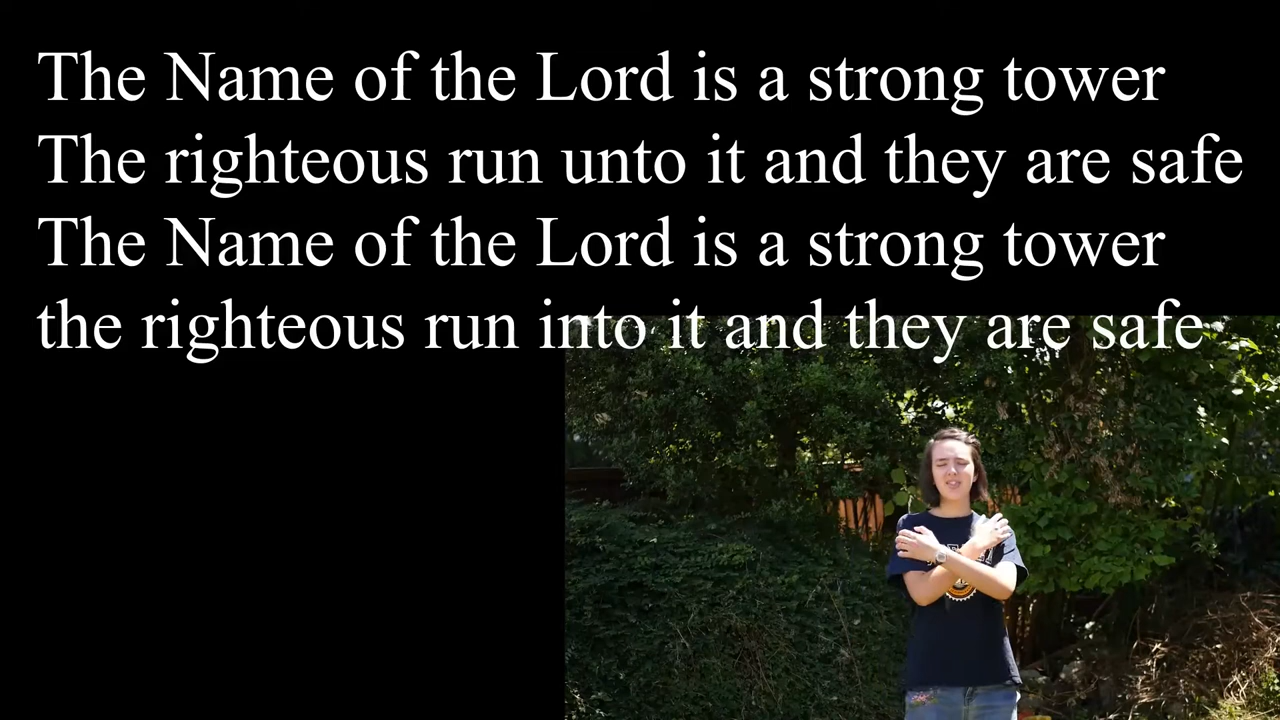 The Name of the Lord is a strong tower
The righteous run unto it and they are safe
The Name of the Lord is a strong tower
the righteous run into it and they are safe